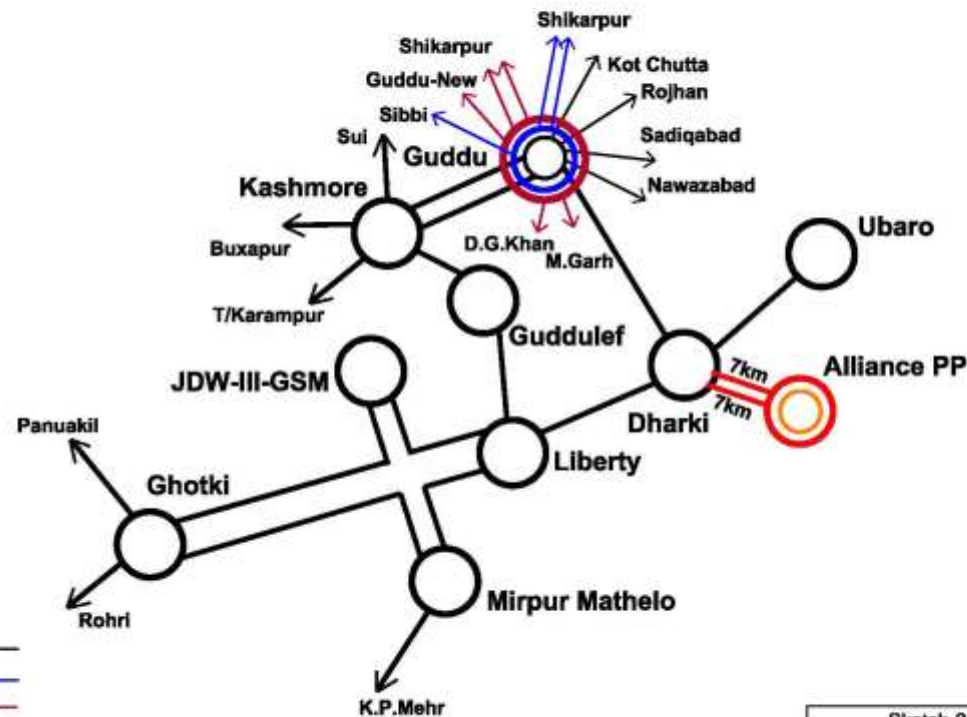 Shikarpur
Shikarpur
Kot Chutta
Guddu-New
Rojhan
Sibbi
Sui
Sadiqabad
Guddu
Kashmore
Nawazabad
Ubaro
Buxapur
D.G.Khan
M.Garh
T/Karampur
Guddulef
JDW-III-GSM
7km
Alliance PP
7km
Panuakil
Dharki
Liberty
Ghotki
Mirpur Mathelo
Rohri
K.P.Mehr